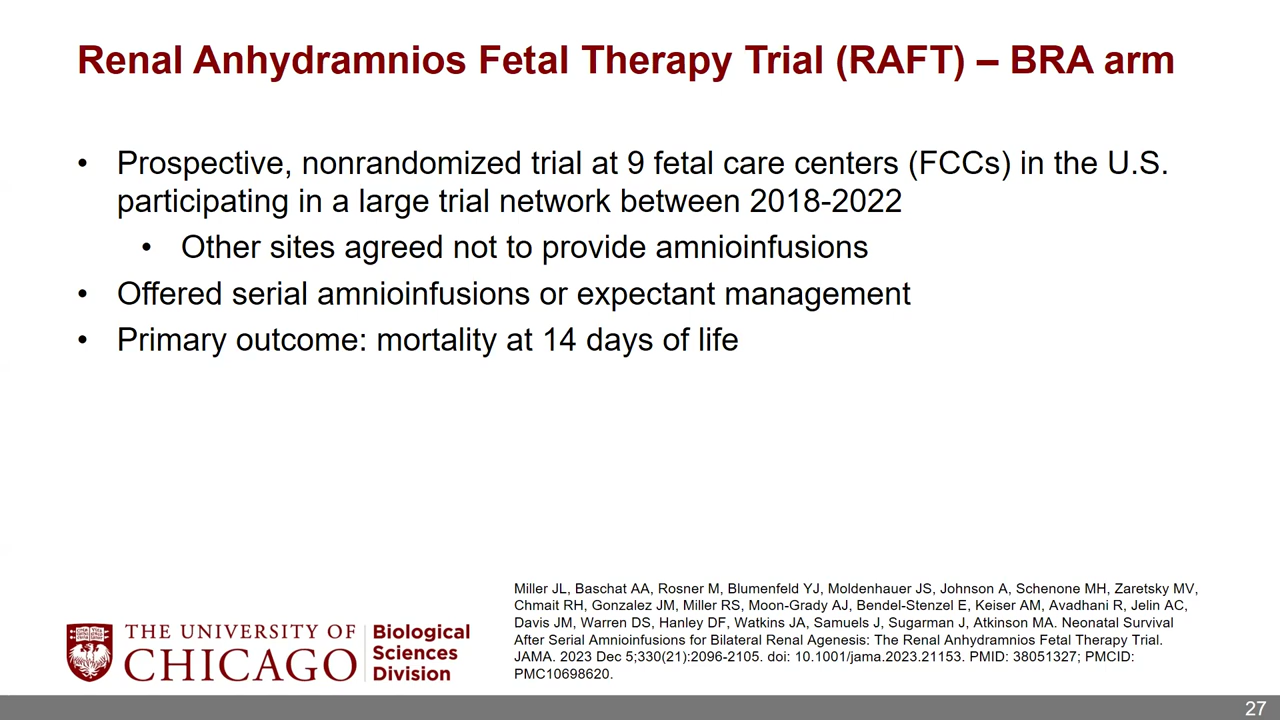 Renal Anhydramnios Fetal Therapy Trial (RAFT) – BRA arm
• Prospective, nonrandomized trial at 9 fetal care centers (FCCs) in the U.S.
participating in a large trial network between 2018-2022
• Other sites agreed not to provide amnioinfusions
• Offered serial amnioinfusions or expectant management
• Primary outcome: mortality at 14 days of life
Miller JL, Baschat AA, Rosner M, Blumenfeld YJ, Moldenhauer JS, Johnson A, Schenone MH, Zaretsky MV,
Chmait RH, Gonzalez JM, Miller RS, Moon-Grady AJ, Bendel-Stenzel E, Keiser AM, Avadhani R, Jelin AC,
Davis JM, Warren DS, Hanley DF, Watkins JA, Samuels J, Sugarman J, Atkinson MA. Neonatal Survival
After Serial Amnioinfusions for Bilateral Renal Agenesis: The Renal Anhydramnios Fetal Therapy Trial.
JAMA. 2023 Dec 5;330(21):2096-2105. doi: 10.1001/jama.2023.21153. PMID: 38051327; PMCID:
PMC10698620.
THE UNIVERSITY OF
CHICAGO
Biological
Sciences
Division
27